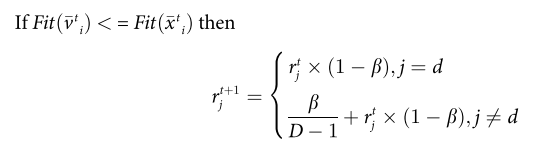 If Fit(v̄ᵗᵢ) < = Fit(x̄ᵗᵢ) then
rⱼᵗ⁺¹ = { rⱼᵗ × (1 − β), j = d
β / (D − 1) + rⱼᵗ × (1 − β), j ≠ d